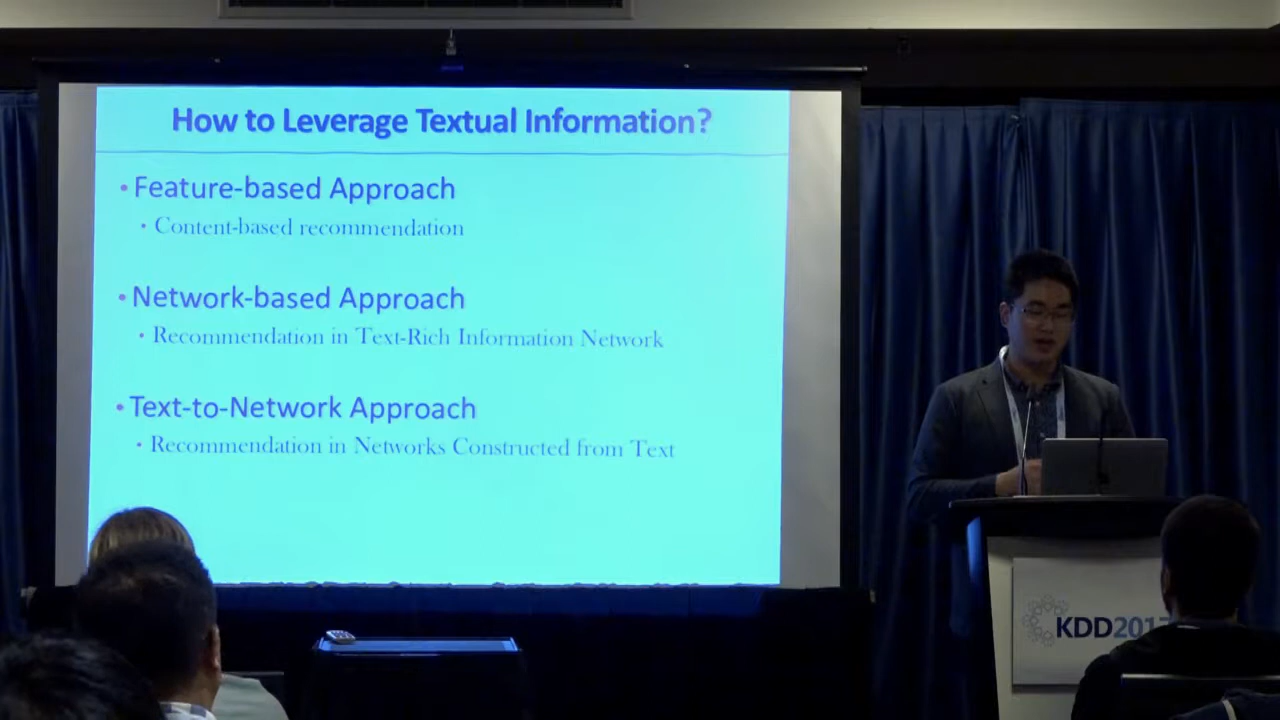 How to Leverage Textual Information?
• Feature-based Approach
• Content-based recommendation
• Network-based Approach
• Recommendation in Text-Rich Information Network
• Text-to-Network Approach
• Recommendation in Networks Constructed from Text
KDD2017